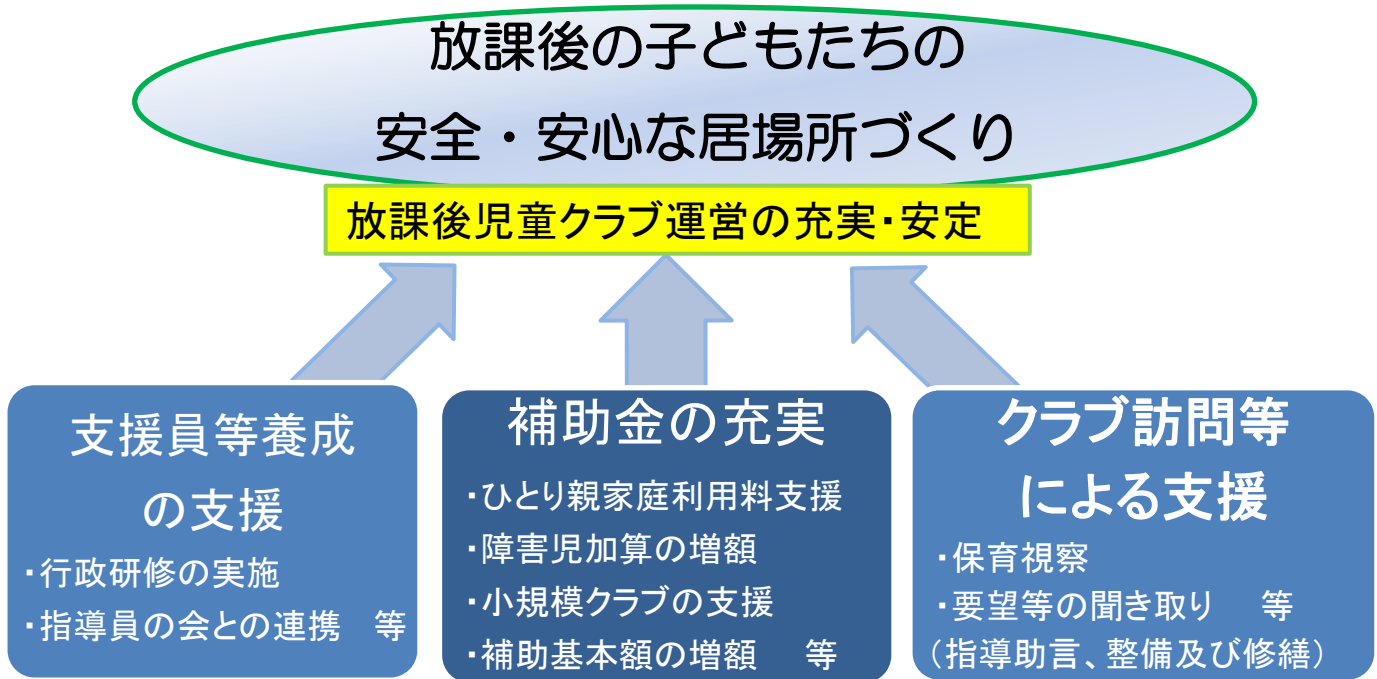 放課後の子どもたちの
安全・安心な居場所づくり
放課後児童クラブ運営の充実・安定
支援員等養成
の支援
・行政研修の実施
・指導員の会との連携　等
補助金の充実
・ひとり親家庭利用料支援
・障害児加算の増額
・小規模クラブの支援
・補助基本額の増額　等
クラブ訪問等
による支援
・保育視察
・要望等の聞き取り　等
（指導助言、整備及び修繕）